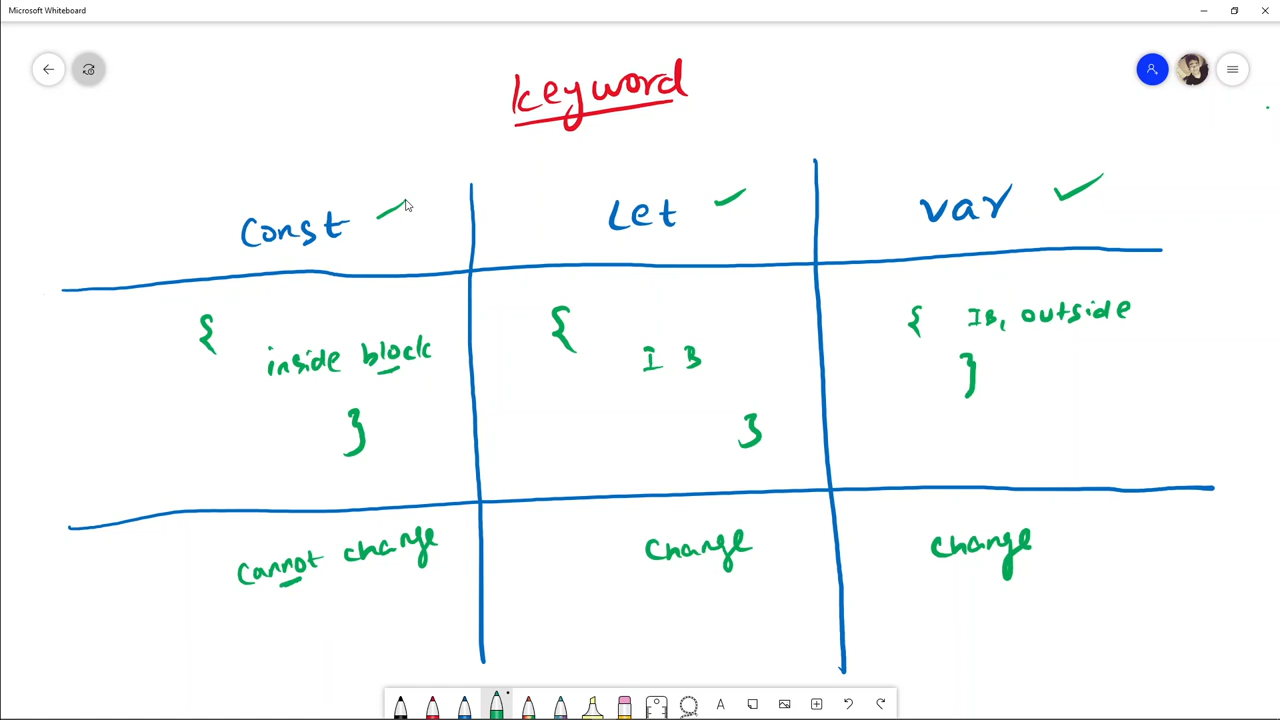 Microsoft Whiteboard
keyword
const Let var
{ { { IB, outside
inside block I B }
} }
cannot change change change
A